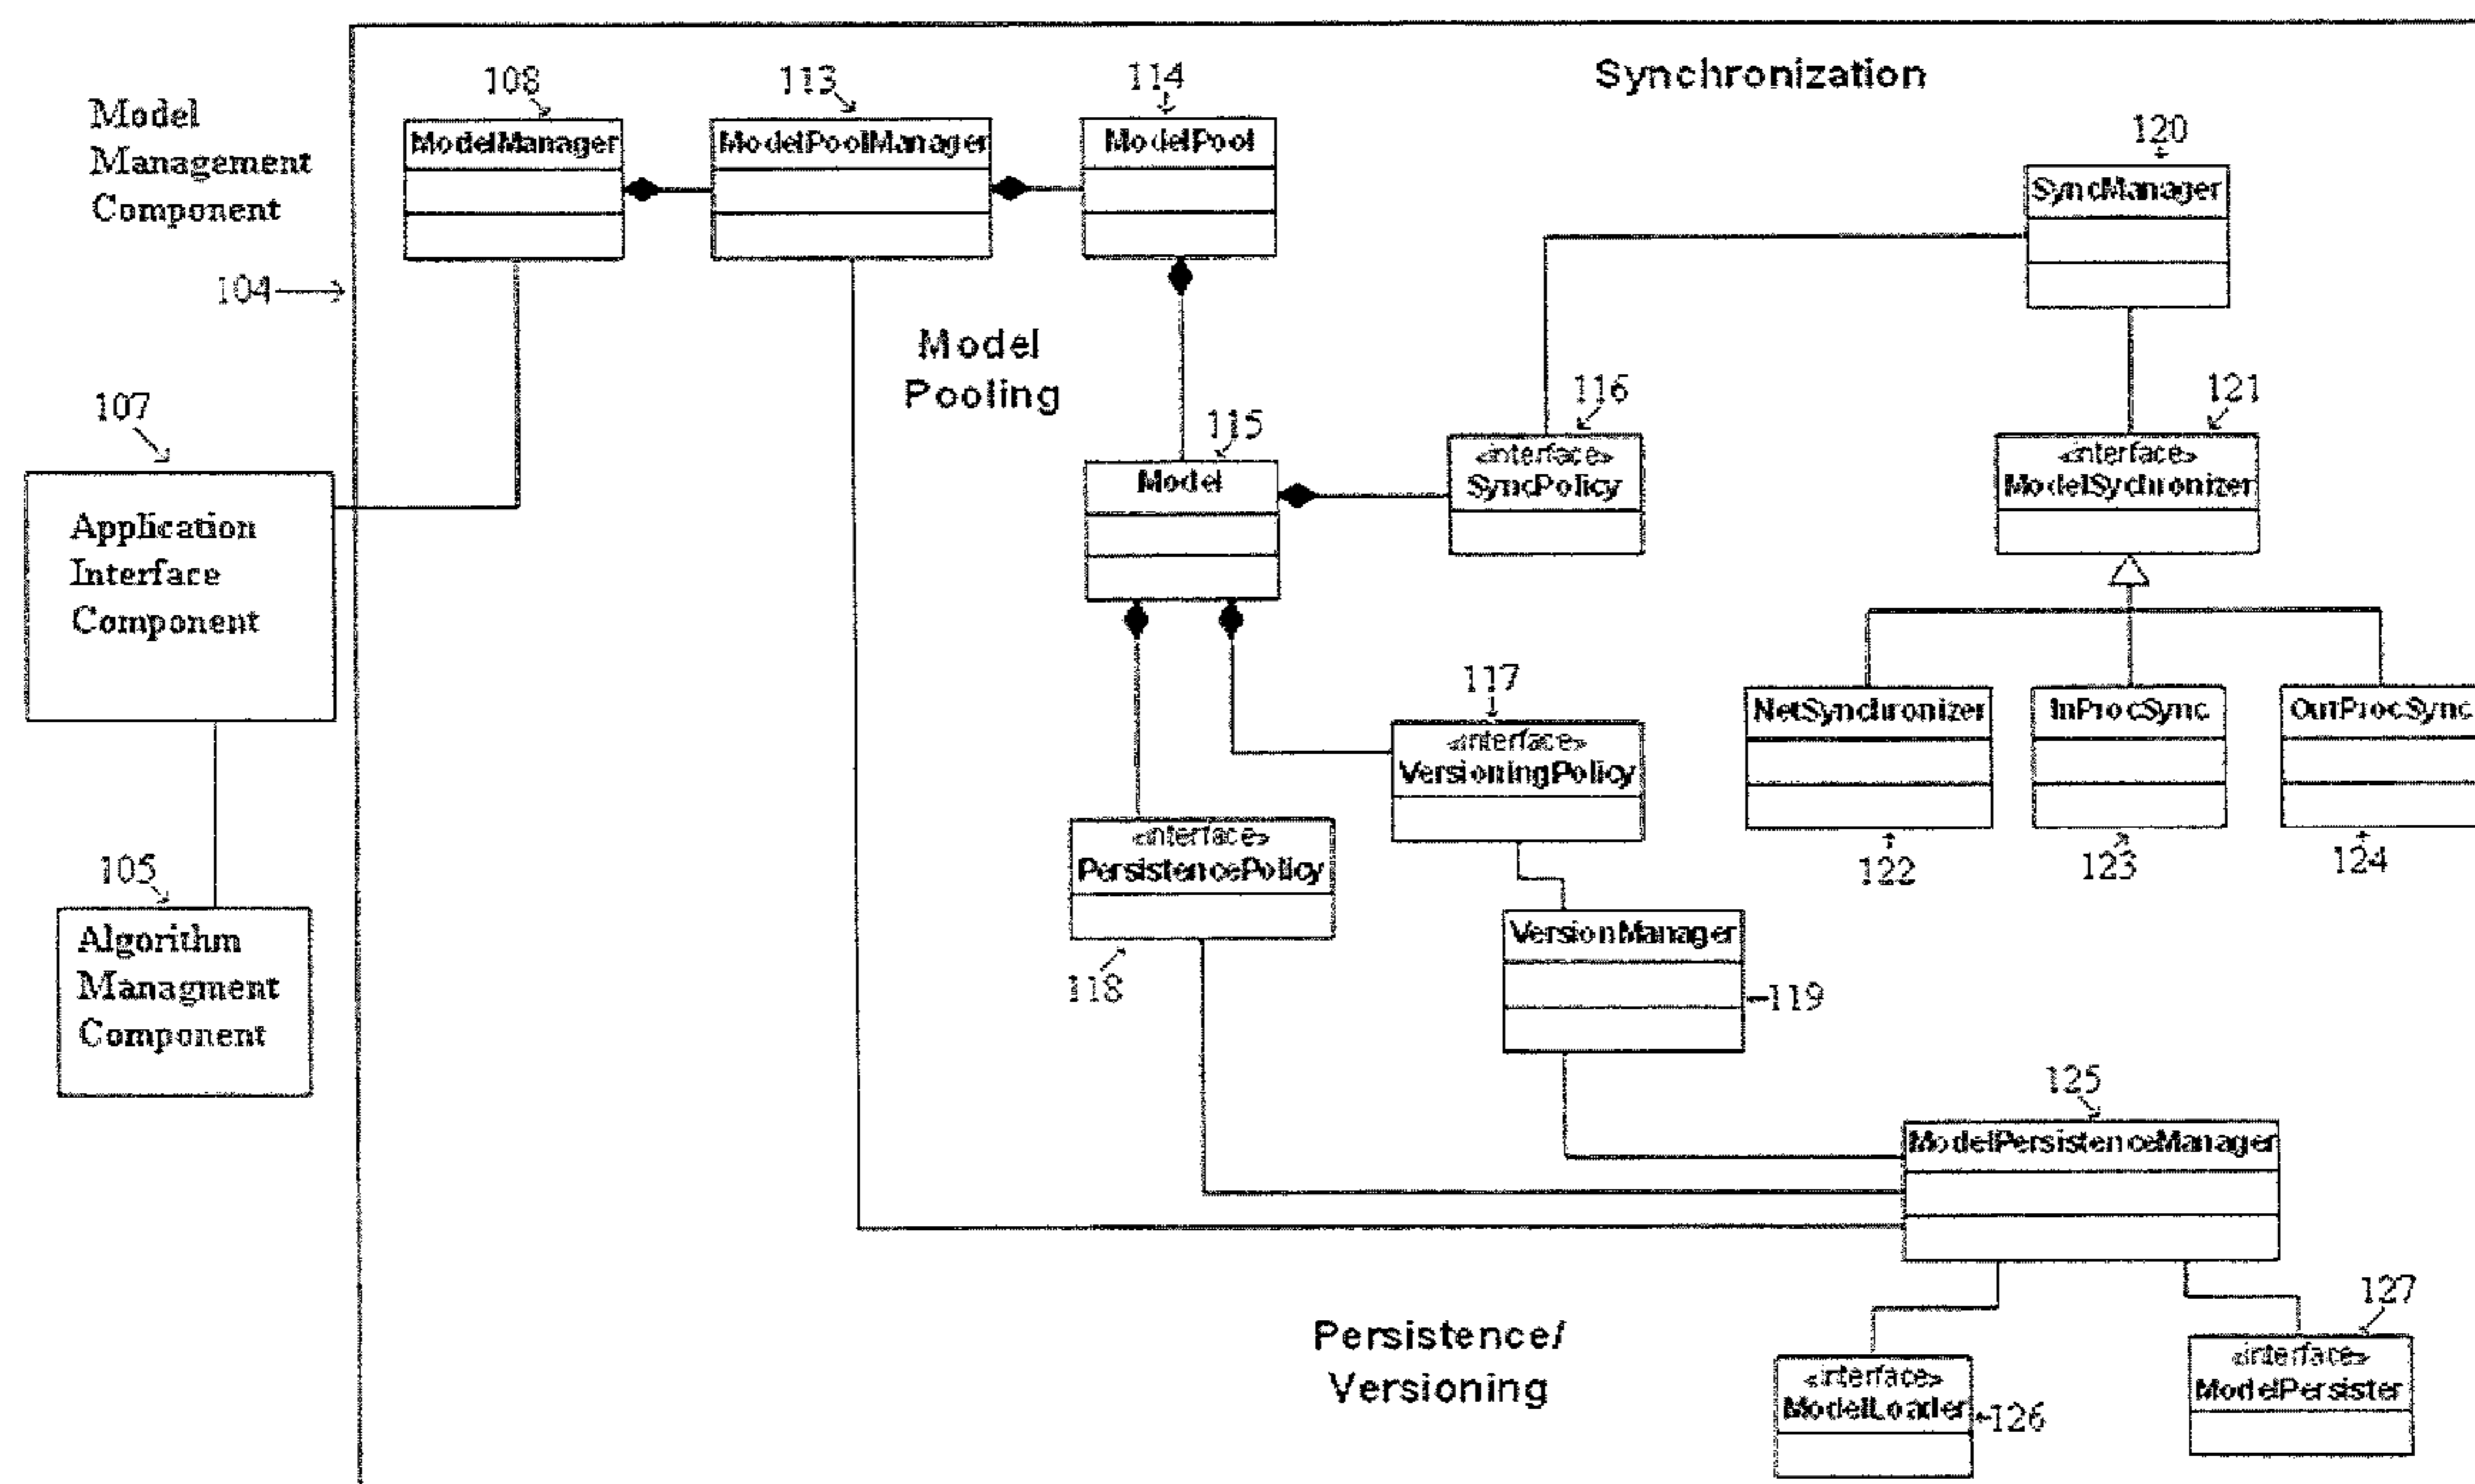 Synchronization
Model
Management
Component
104
108
ModelManager
113
ModelPoolManager
114
ModelPool
120
SyncManager
Model
Pooling
107
Application
Interface
Component
115
Model
116
«interface»
SyncPolicy
121
«interface»
ModelSychronizer
117
«interface»
VersioningPolicy
NetSynchronizer
InProcSync
OutProcSync
122
123
124
«interface»
PersistencePolicy
118
105
Algorithm
Managment
Component
VersionManager
119
125
ModelPersistenceManager
Persistence/
Versioning
«interface»
ModelLoader
126
127
«interface»
ModelPersister